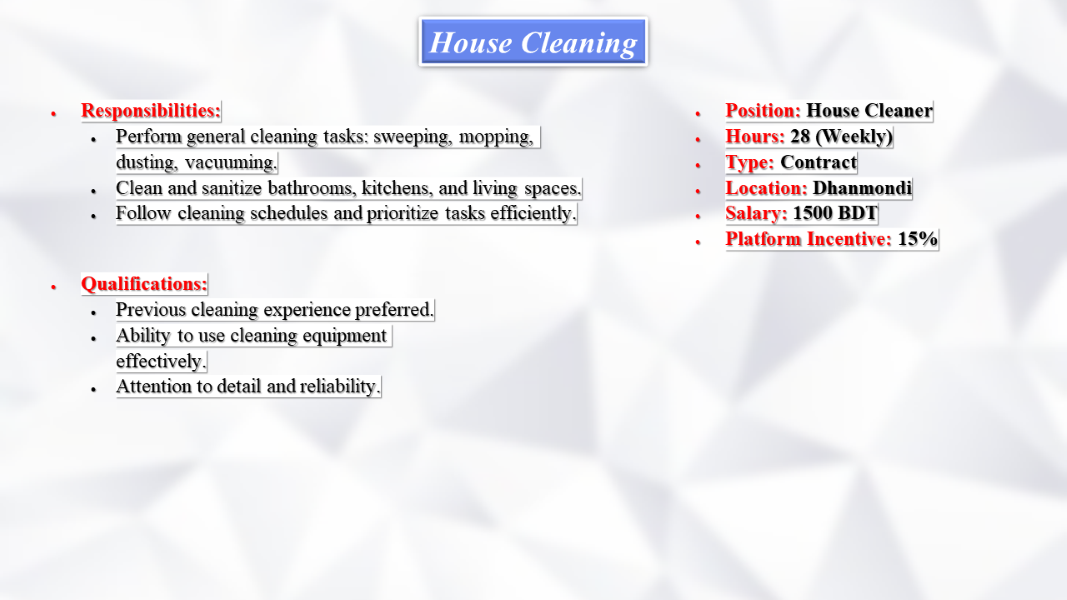 House Cleaning
Responsibilities:
Perform general cleaning tasks: sweeping, mopping,
dusting, vacuuming.
Clean and sanitize bathrooms, kitchens, and living spaces.
Follow cleaning schedules and prioritize tasks efficiently.
Qualifications:
Previous cleaning experience preferred.
Ability to use cleaning equipment
effectively.
Attention to detail and reliability.
Position: House Cleaner
Hours: 28 (Weekly)
Type: Contract
Location: Dhanmondi
Salary: 1500 BDT
Platform Incentive: 15%